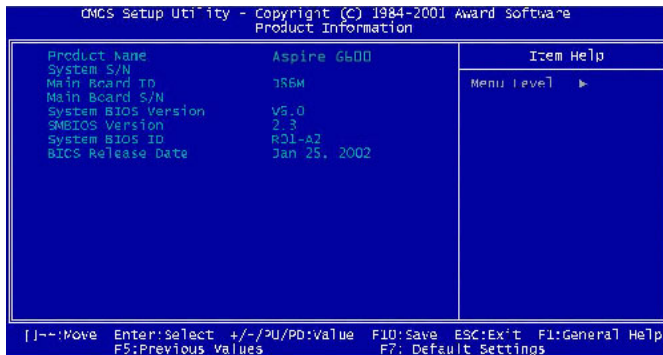 CMOS Setup Utility - Copyright (C) 1984-2001 Award Software
Product Information
Product Name Aspire G600
System S/N
Main Board ID
Main Board S/N
System BIOS Version V6.0
SMBIOS Version 2.3
System BIOS ID R01-A2
BIOS Release Date Jan 25, 2002
Item Help
Menu Level ▶
Move Enter:Select +/-/PU/PD:Value F10:Save ESC:Exit F1:General Help
F5:Previous Values F7: Default Settings